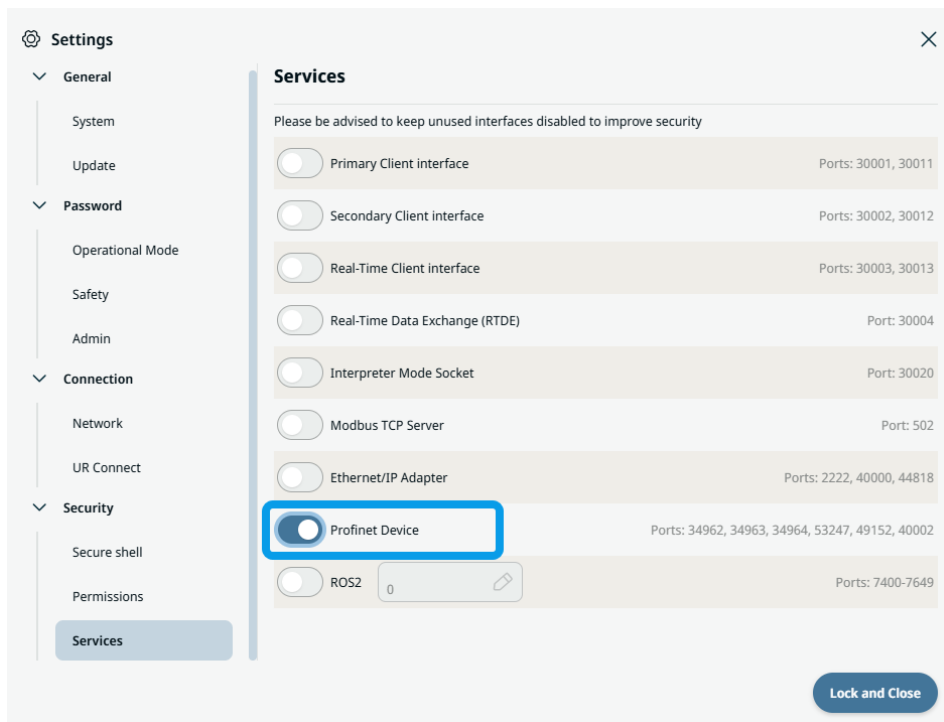 Settings
General
System
Update
Password
Operational Mode
Safety
Admin
Connection
Network
UR Connect
Security
Secure shell
Permissions
Services
Services
Please be advised to keep unused interfaces disabled to improve security
Primary Client interface Ports: 30001, 30011
Secondary Client interface Ports: 30002, 30012
Real-Time Client interface Ports: 30003, 30013
Real-Time Data Exchange (RTDE) Port: 30004
Interpreter Mode Socket Port: 30020
Modbus TCP Server Port: 502
Ethernet/IP Adapter Ports: 2222, 40000, 44818
Profinet Device Ports: 34962, 34963, 34964, 53247, 49152, 40002
ROS2 0 Ports: 7400-7649
Lock and Close